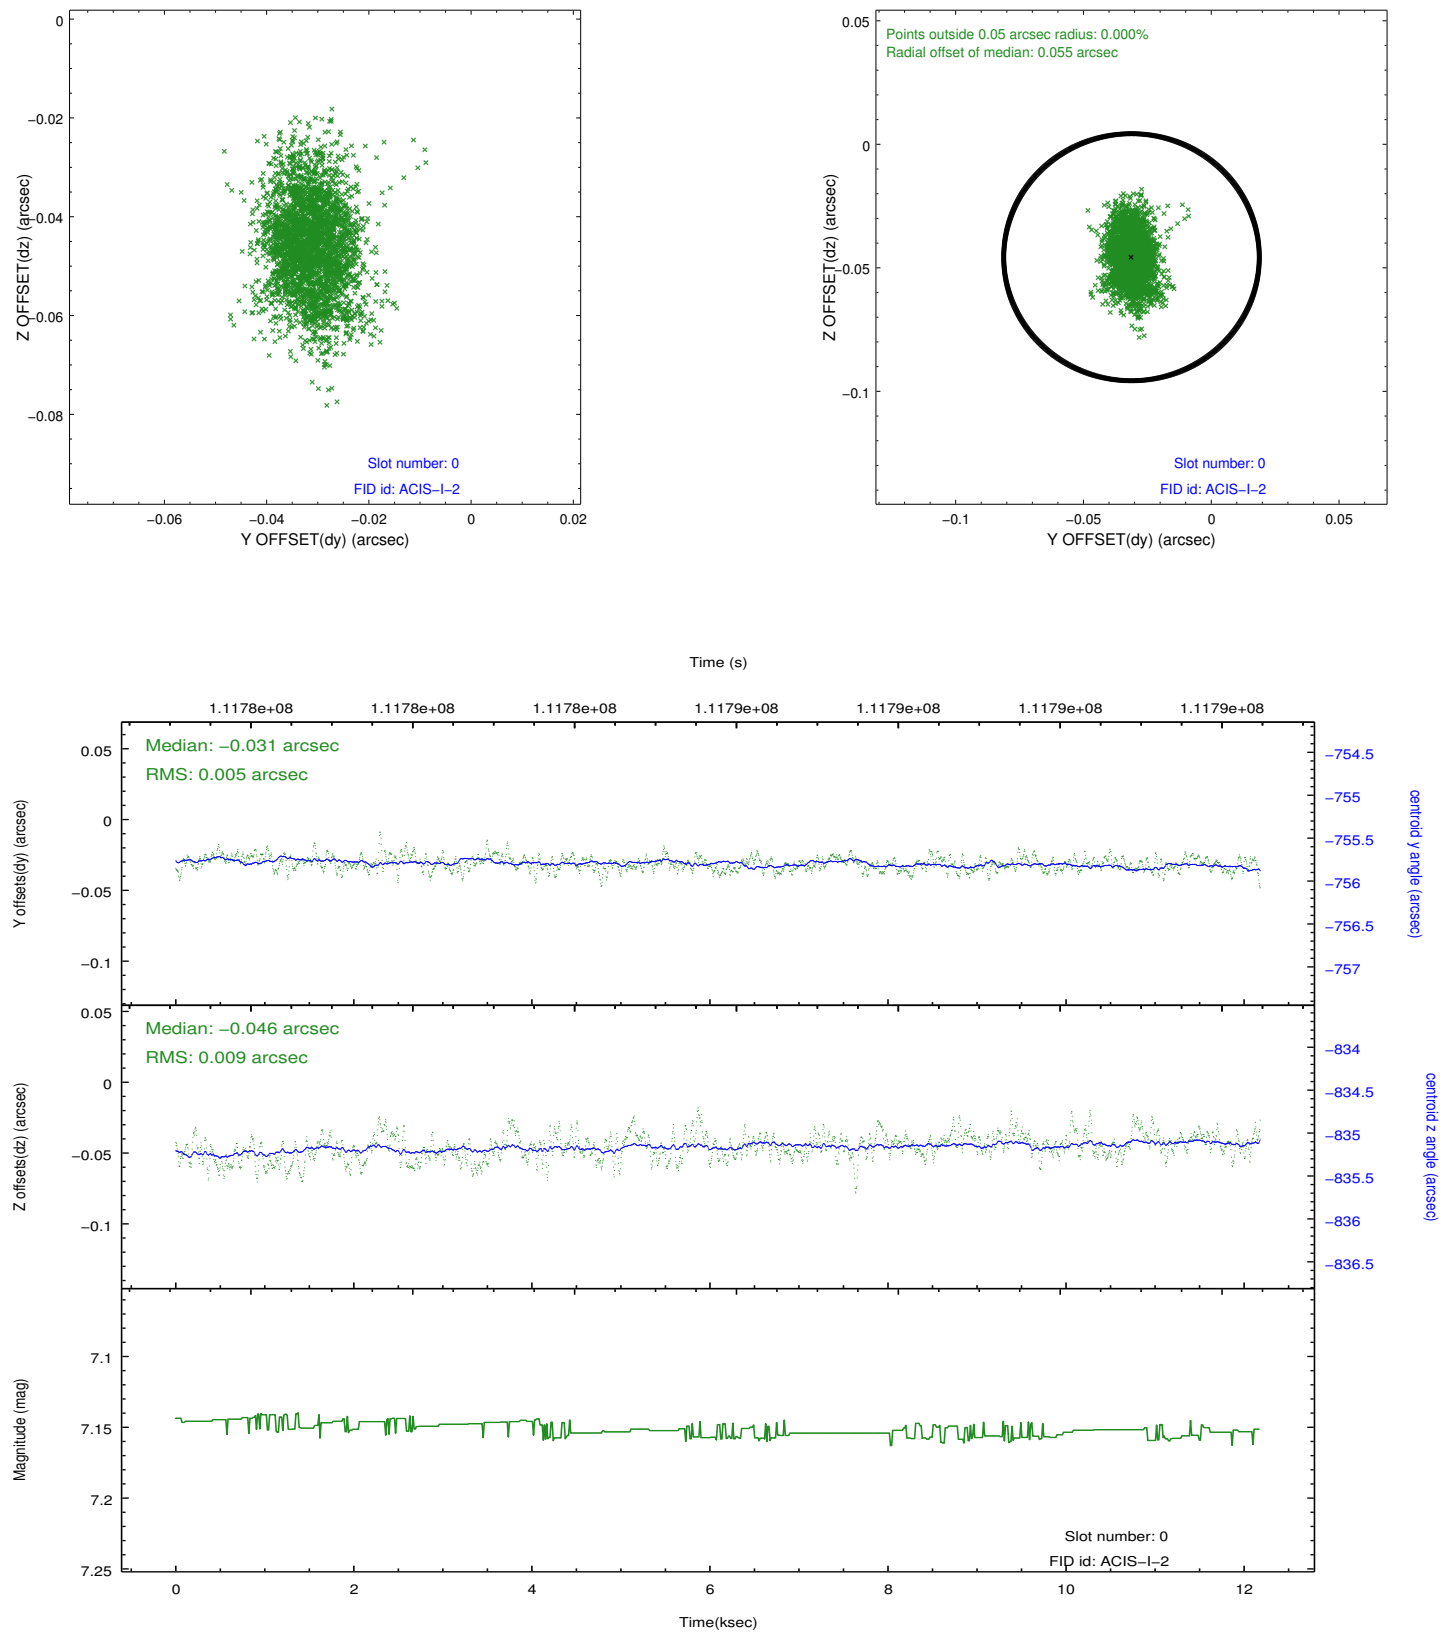 0
−0.02
−0.04
−0.06
−0.08
Z OFFSET(dz) (arcsec)
Slot number: 0
FID id: ACIS−I−2
−0.06 −0.04 −0.02 0 0.02
Y OFFSET(dy) (arcsec)
Points outside 0.05 arcsec radius: 0.000%
Radial offset of median: 0.055 arcsec
0.05
0
−0.05
−0.1
Z OFFSET(dz) (arcsec)
Slot number: 0
FID id: ACIS−I−2
−0.1 −0.05 0 0.05
Y OFFSET(dy) (arcsec)
Time (s)
1.1178e+08 1.1178e+08 1.1178e+08 1.1179e+08 1.1179e+08 1.1179e+08 1.1179e+08
Median: −0.031 arcsec
RMS: 0.005 arcsec
0.05
0
−0.05
−0.1
Y offsets(dy) (arcsec)
−754.5
−755
−755.5
−756
−756.5
−757
centroid y angle (arcsec)
Median: −0.046 arcsec
RMS: 0.009 arcsec
0.05
0
−0.05
−0.1
Z offsets(dz) (arcsec)
−834
−834.5
−835
−835.5
−836
−836.5
centroid z angle (arcsec)
7.1
7.15
7.2
7.25
Magnitude (mag)
Slot number: 0
FID id: ACIS−I−2
0 2 4 6 8 10 12
Time(ksec)